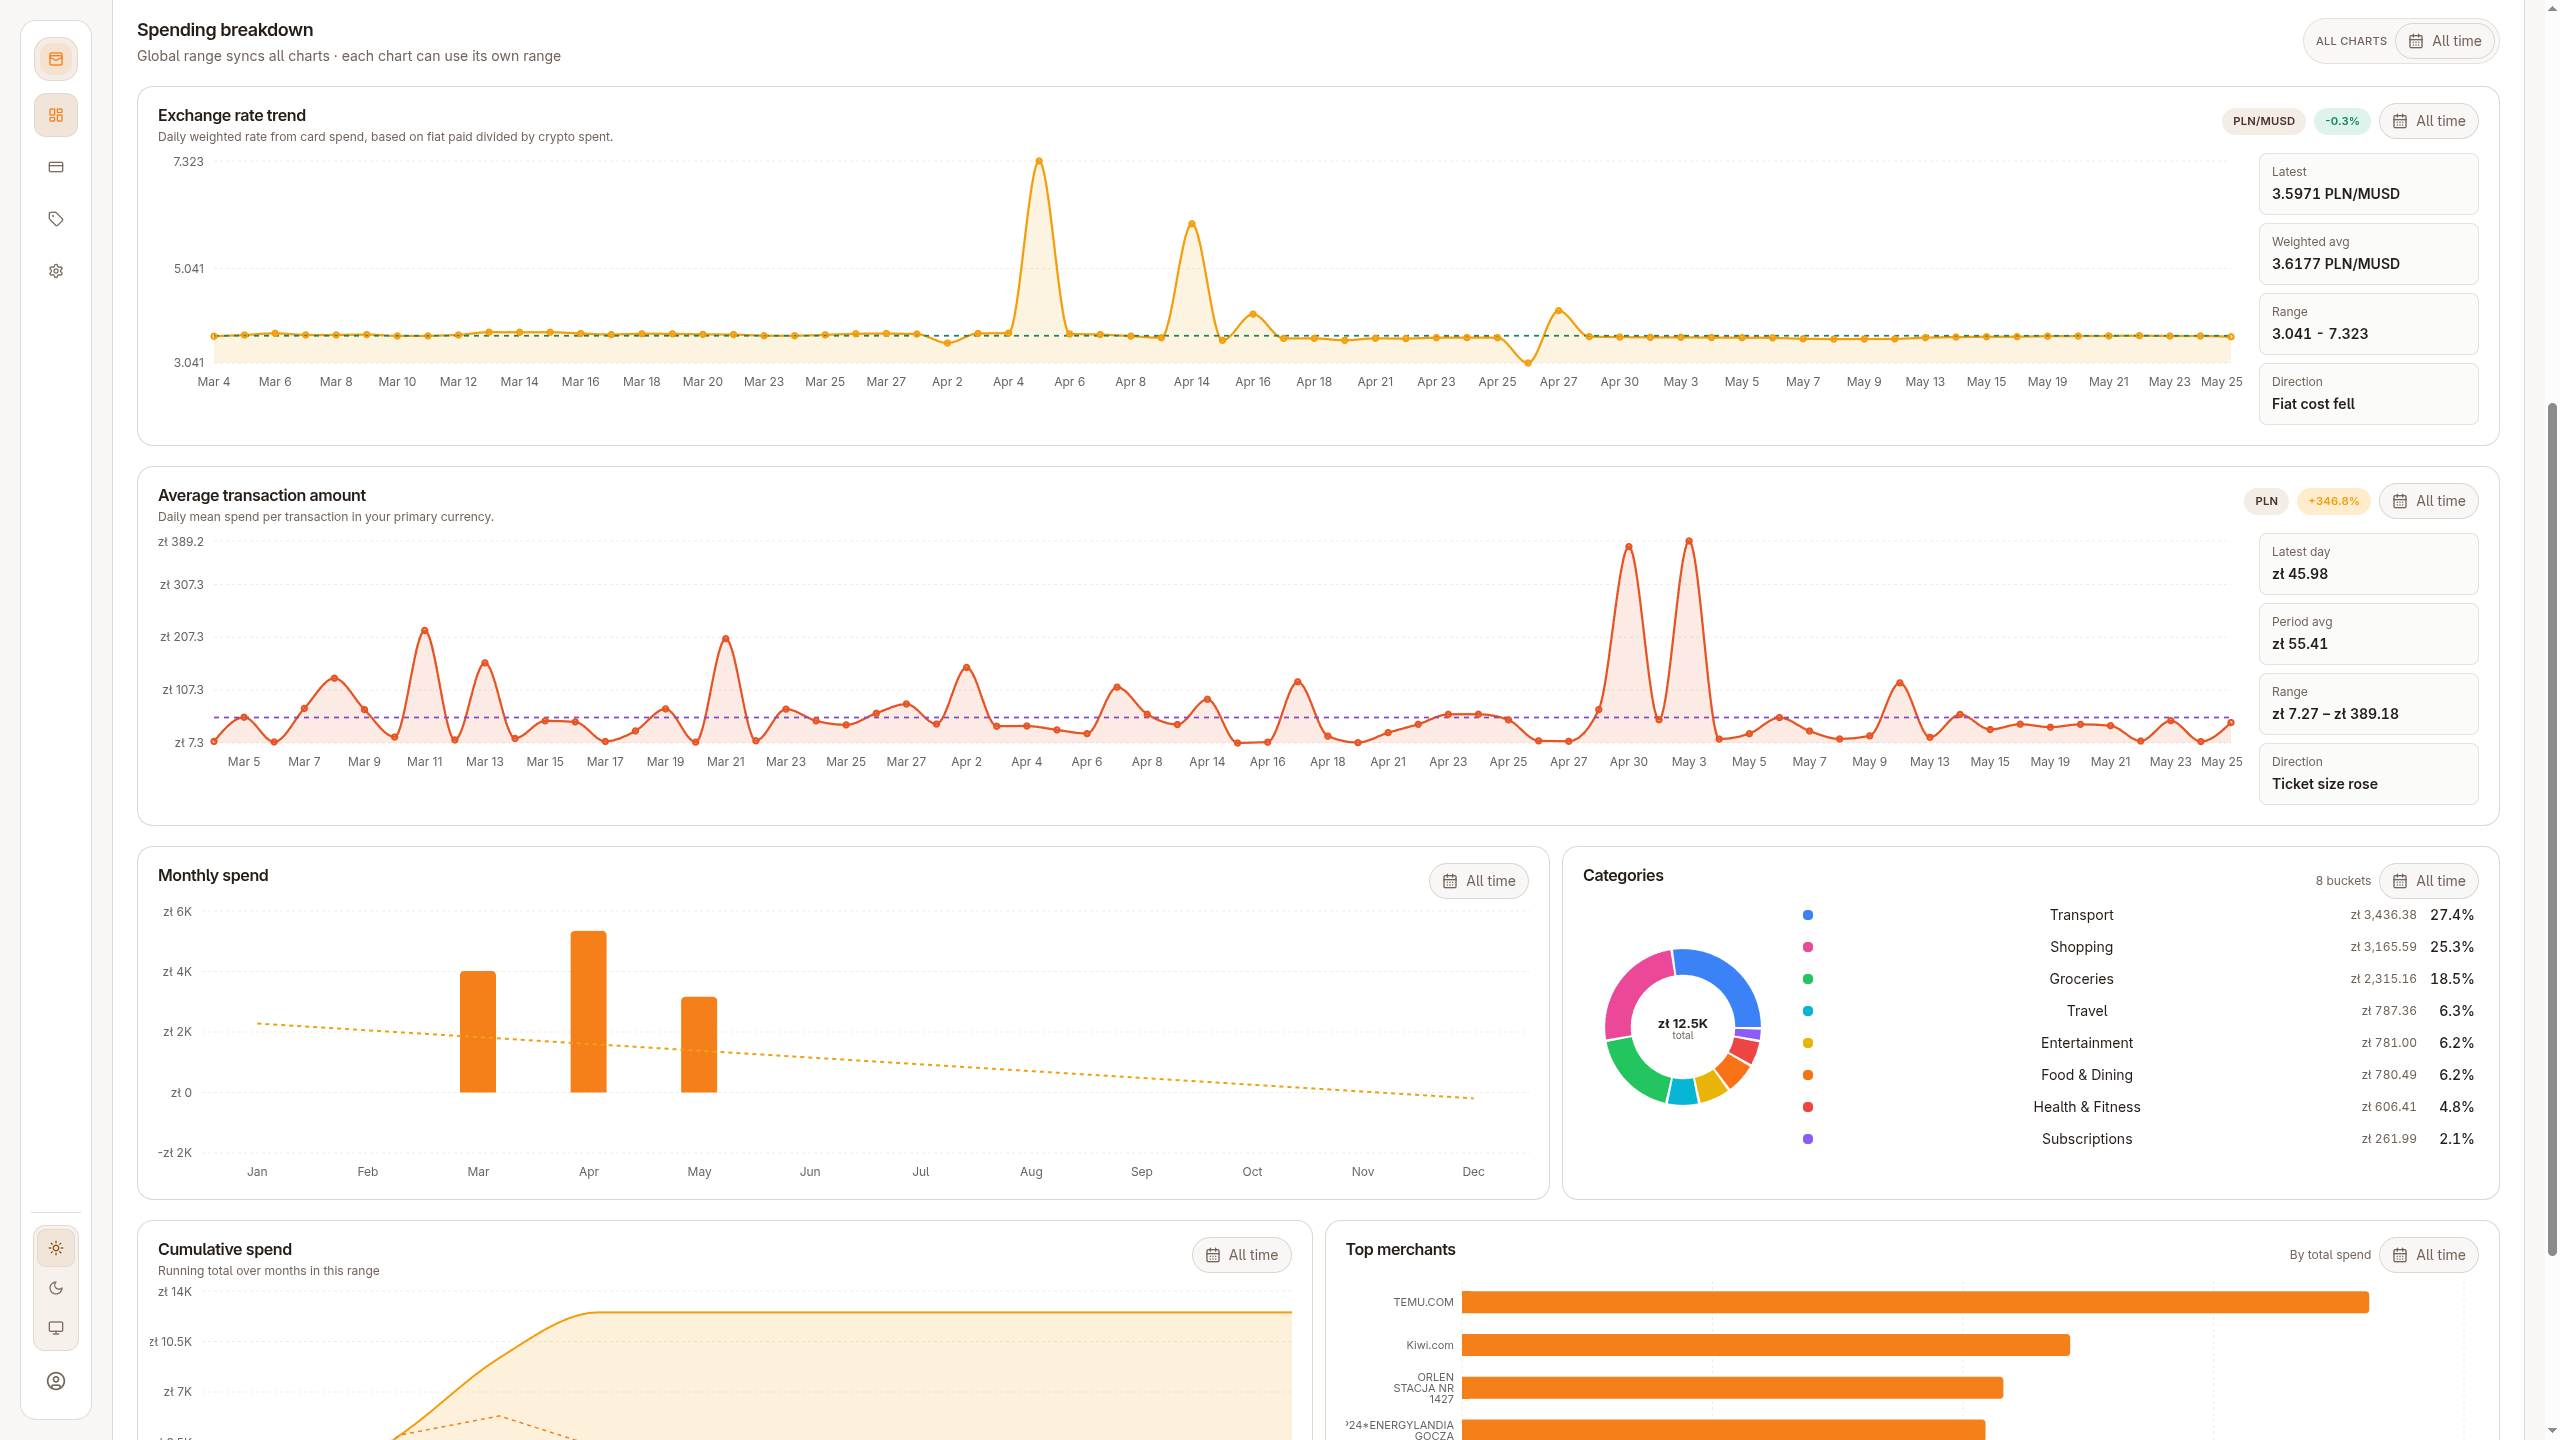 Spending breakdown
Global range syncs all charts · each chart can use its own range
ALL CHARTS All time
Exchange rate trend
Daily weighted rate from card spend, based on fiat paid divided by crypto spent.
PLN/MUSD -0.3% All time
7.323
5.041
3.041
Mar 4 Mar 6 Mar 8 Mar 10 Mar 12 Mar 14 Mar 16 Mar 18 Mar 20 Mar 23 Mar 25 Mar 27 Apr 2 Apr 4 Apr 6 Apr 8 Apr 14 Apr 16 Apr 18 Apr 21 Apr 23 Apr 25 Apr 27 Apr 30 May 3 May 5 May 7 May 9 May 13 May 15 May 19 May 21 May 23 May 25
Latest
3.5971 PLN/MUSD
Weighted avg
3.6177 PLN/MUSD
Range
3.041 - 7.323
Direction
Fiat cost fell
Average transaction amount
Daily mean spend per transaction in your primary currency.
PLN +346.8% All time
zł 389.2
zł 307.3
zł 207.3
zł 107.3
zł 7.3
Mar 5 Mar 7 Mar 9 Mar 11 Mar 13 Mar 15 Mar 17 Mar 19 Mar 21 Mar 23 Mar 25 Mar 27 Apr 2 Apr 4 Apr 6 Apr 8 Apr 14 Apr 16 Apr 18 Apr 21 Apr 23 Apr 25 Apr 27 Apr 30 May 3 May 5 May 7 May 9 May 13 May 15 May 19 May 21 May 23 May 25
Latest day
zł 45.98
Period avg
zł 55.41
Range
zł 7.27 – zł 389.18
Direction
Ticket size rose
Monthly spend
All time
zł 6K
zł 4K
zł 2K
zł 0
-zł 2K
Jan Feb Mar Apr May Jun Jul Aug Sep Oct Nov Dec
Categories
8 buckets All time
zł 12.5K
total
Transport zł 3,436.38 27.4%
Shopping zł 3,165.59 25.3%
Groceries zł 2,315.16 18.5%
Travel zł 787.36 6.3%
Entertainment zł 781.00 6.2%
Food & Dining zł 780.49 6.2%
Health & Fitness zł 606.41 4.8%
Subscriptions zł 261.99 2.1%
Cumulative spend
Running total over months in this range
All time
zł 14K
zł 10.5K
zł 7K
Top merchants
By total spend All time
TEMU.COM
Kiwi.com
ORLEN
STACJA NR
1427
24*ENERGYLANDIA
GOCZA